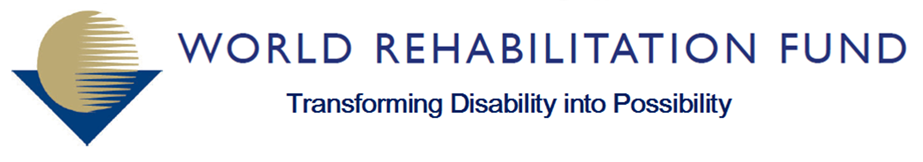 WORLD REHABILITATION FUND
Transforming Disability into Possibility